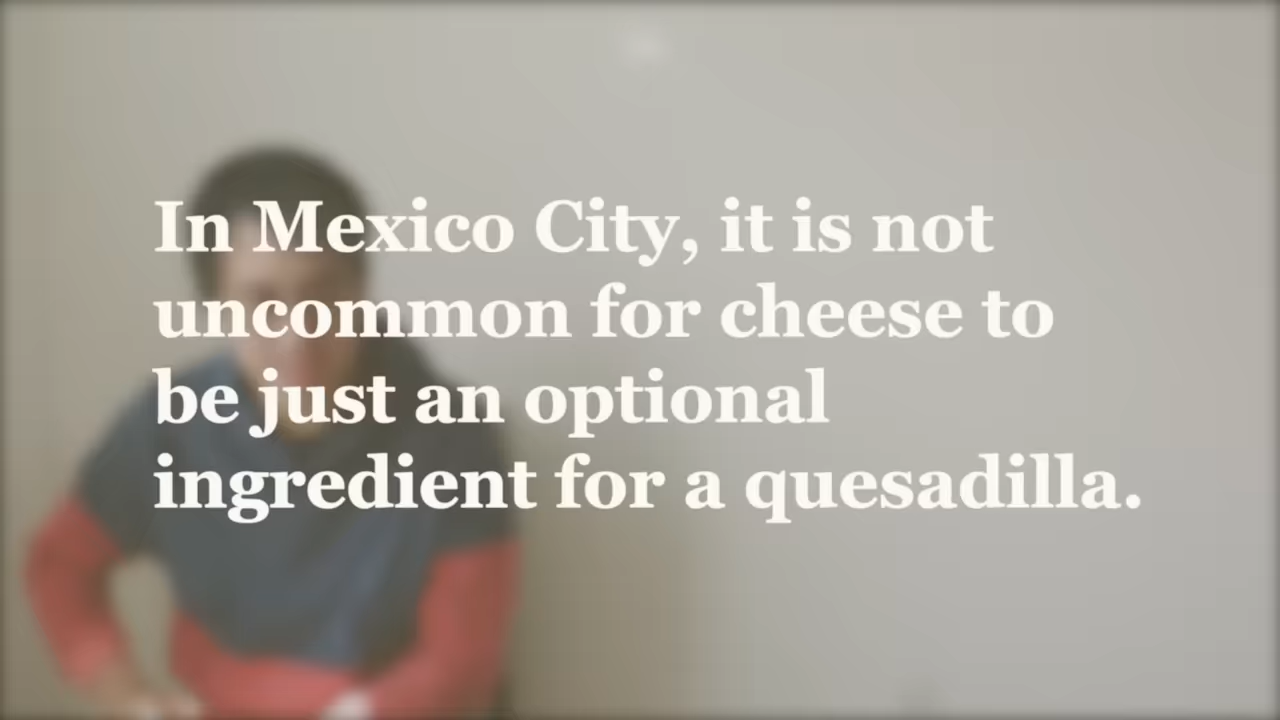 In Mexico City, it is not
uncommon for cheese to
be just an optional
ingredient for a quesadilla.